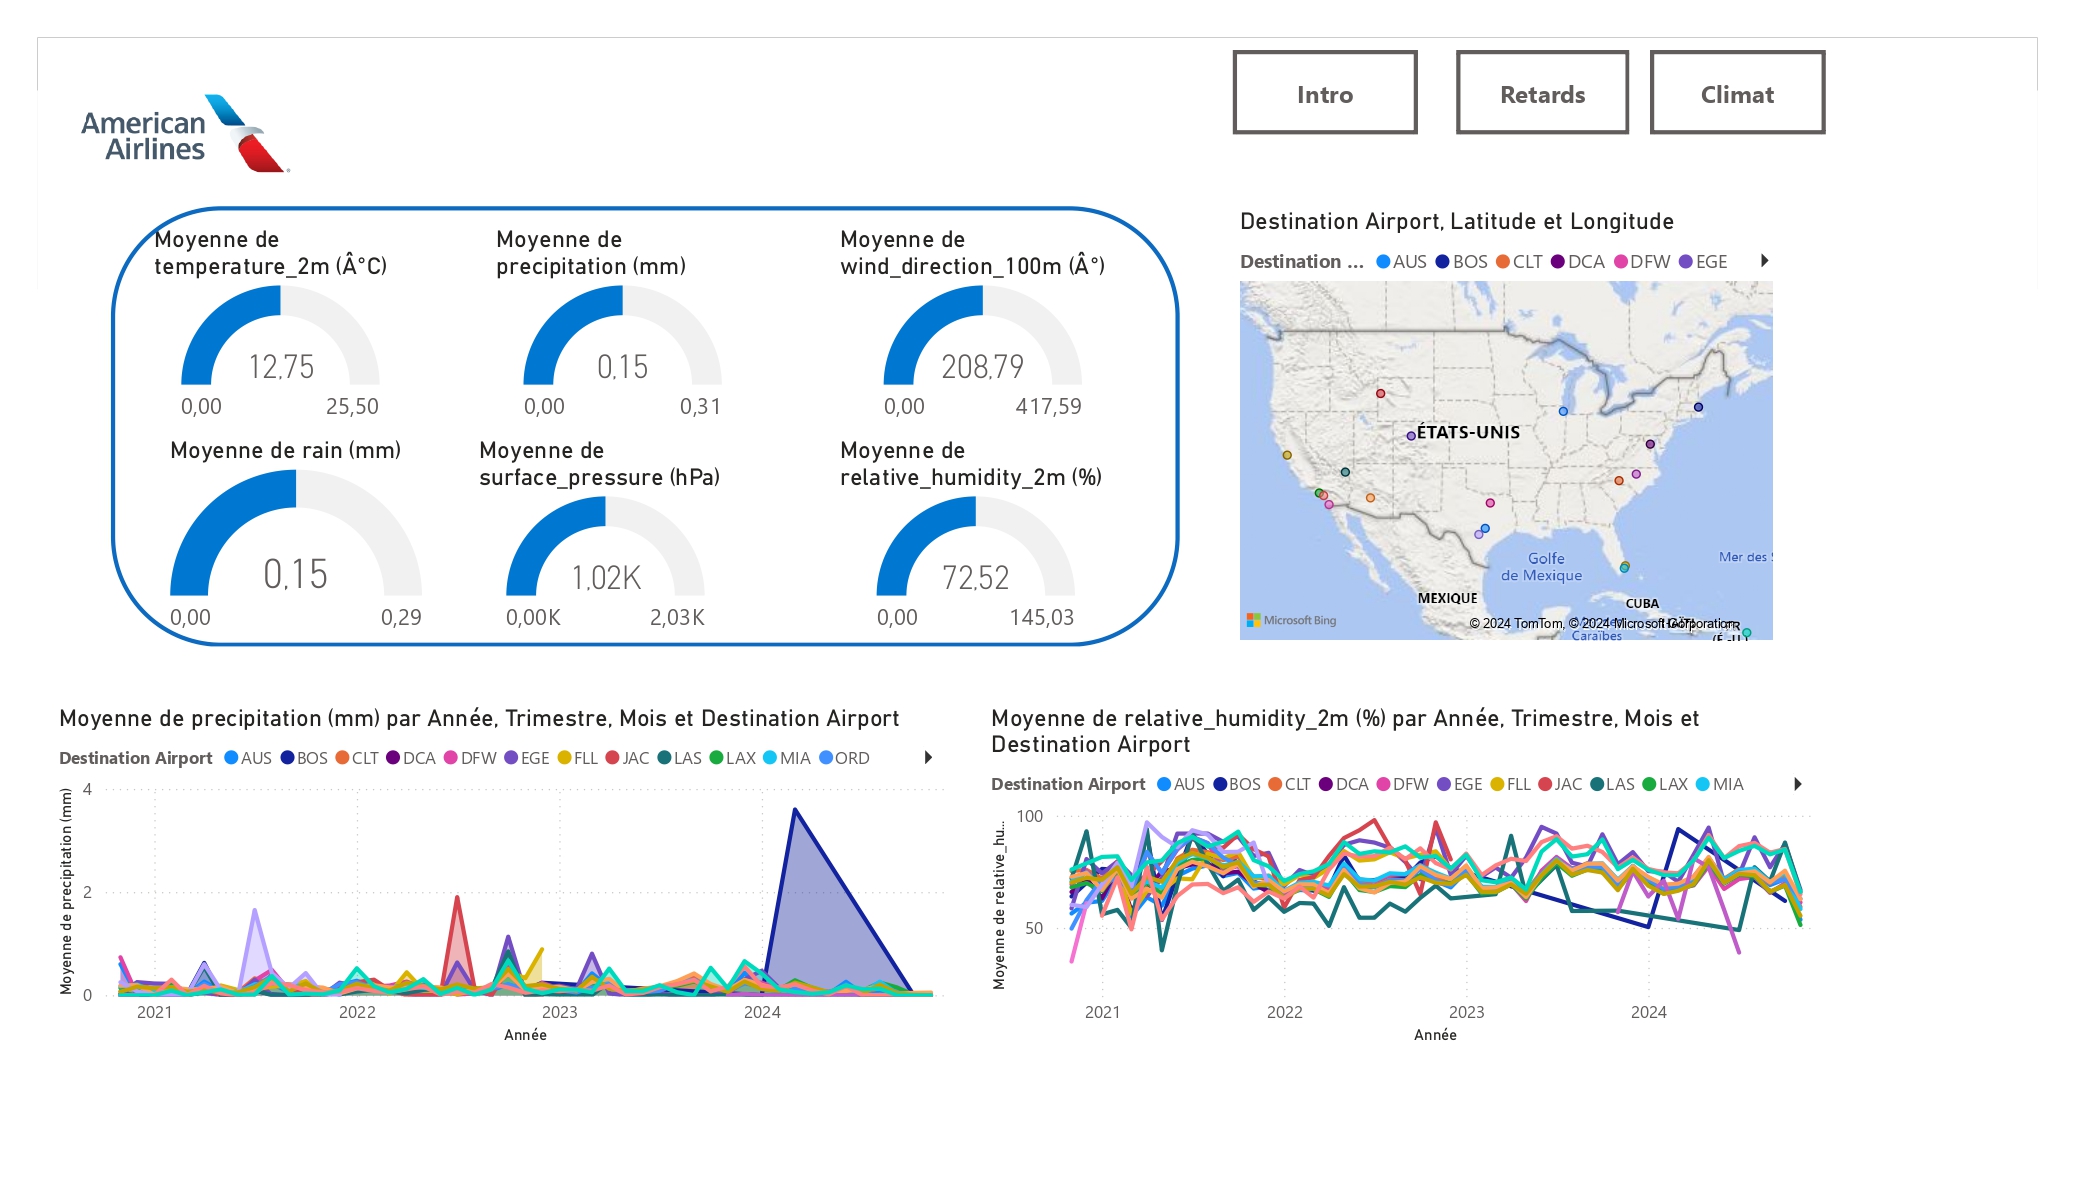 Intro
Retards
Climat
American
Airlines
Moyenne de
temperature_2m (Â°C)
12,75
0,00
25,50
Moyenne de
precipitation (mm)
0,15
0,00
0,31
Moyenne de
wind_direction_100m (Â°)
208,79
0,00
417,59
Moyenne de rain (mm)
0,15
0,00
0,29
Moyenne de
surface_pressure (hPa)
1,02K
0,00K
2,03K
Moyenne de
relative_humidity_2m (%)
72,52
0,00
145,03
Destination Airport, Latitude et Longitude
Destination ... AUS BOS CLT DCA DFW EGE
ÉTATS-UNIS
Golfe
de Mexique
Mer des
MEXIQUE
CUBA
Microsoft Bing
© 2024 TomTom, © 2024 Microsoft Corporation
Caraïbes
Moyenne de precipitation (mm) par Année, Trimestre, Mois et Destination Airport
Destination Airport AUS BOS CLT DCA DFW EGE FLL JAC LAS LAX MIA ORD
Moyenne de precipitation (mm)
4
2
0
2021 2022 2023 2024
Année
Moyenne de relative_humidity_2m (%) par Année, Trimestre, Mois et
Destination Airport
Destination Airport AUS BOS CLT DCA DFW EGE FLL JAC LAS LAX MIA
Moyenne de relative_hu...
100
50
2021 2022 2023 2024
Année